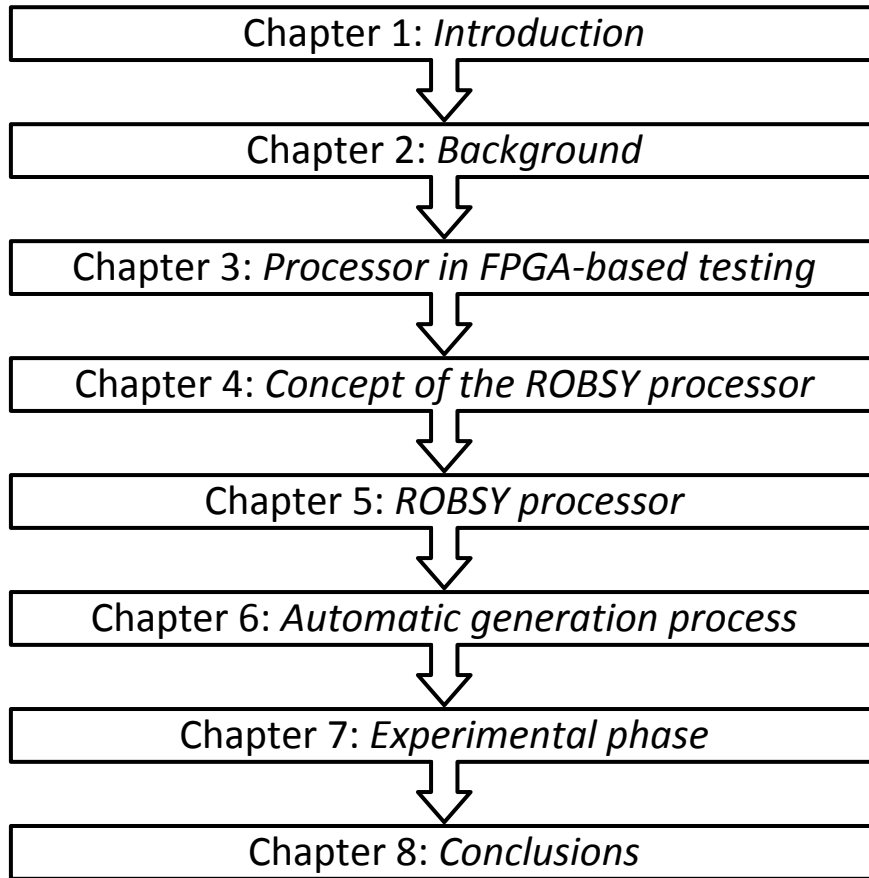 Chapter 1: Introduction
Chapter 2: Background
Chapter 3: Processor in FPGA-based testing
Chapter 4: Concept of the ROBSY processor
Chapter 5: ROBSY processor
Chapter 6: Automatic generation process
Chapter 7: Experimental phase
Chapter 8: Conclusions